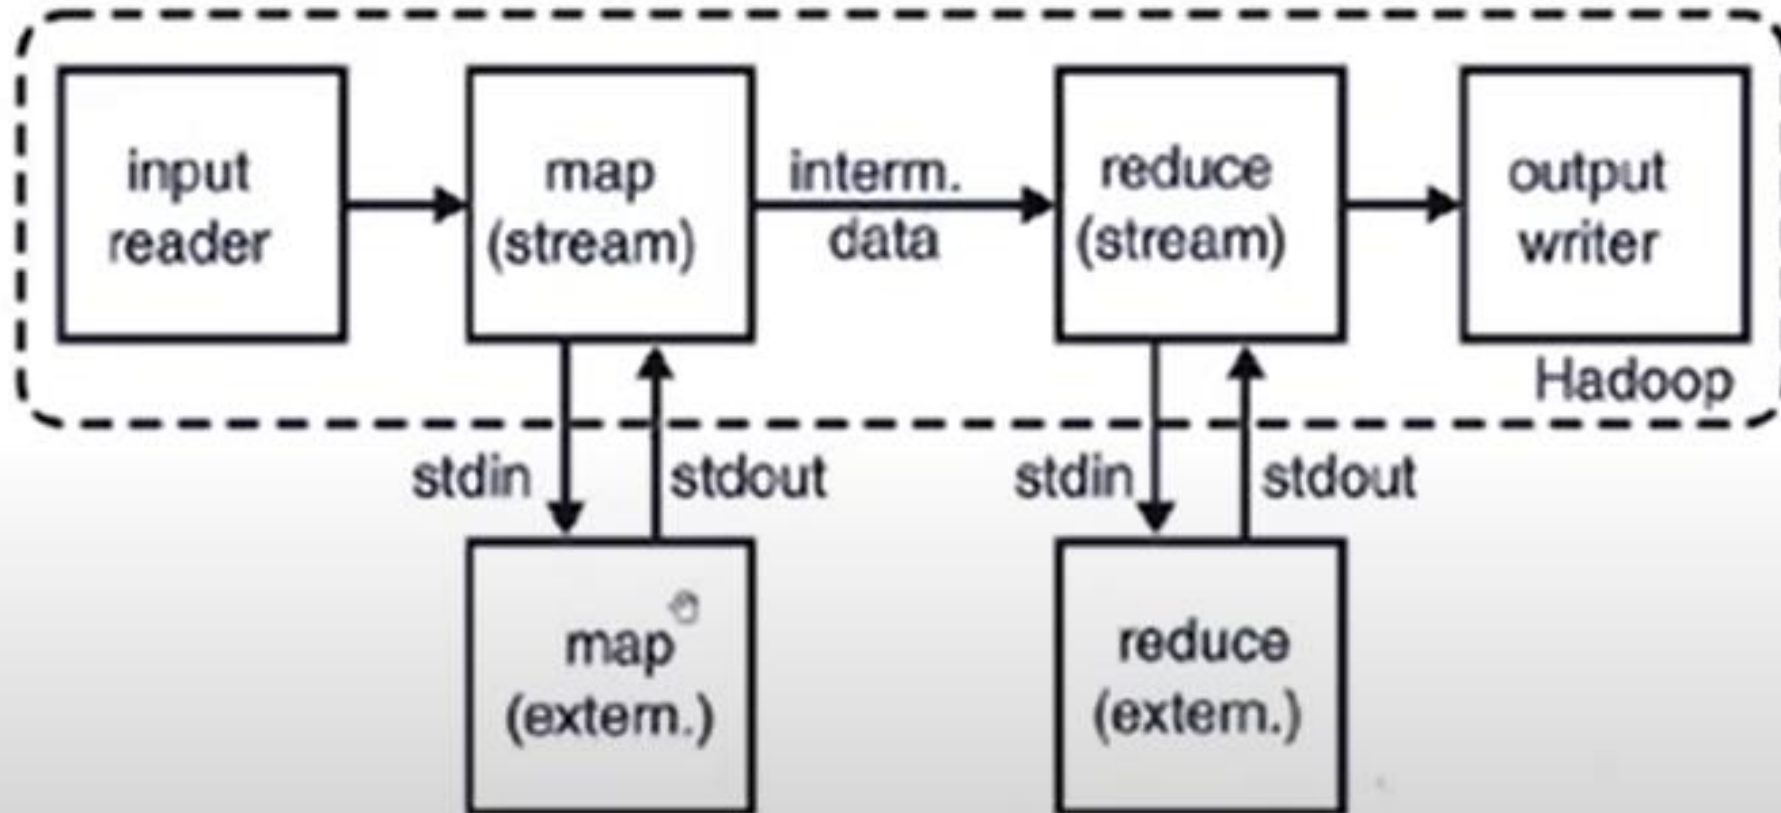 input
reader
map
(stream)
interm.
data
reduce
(stream)
output
writer
Hadoop
stdin
stdout
stdin
stdout
map
(extern.)
reduce
(extern.)